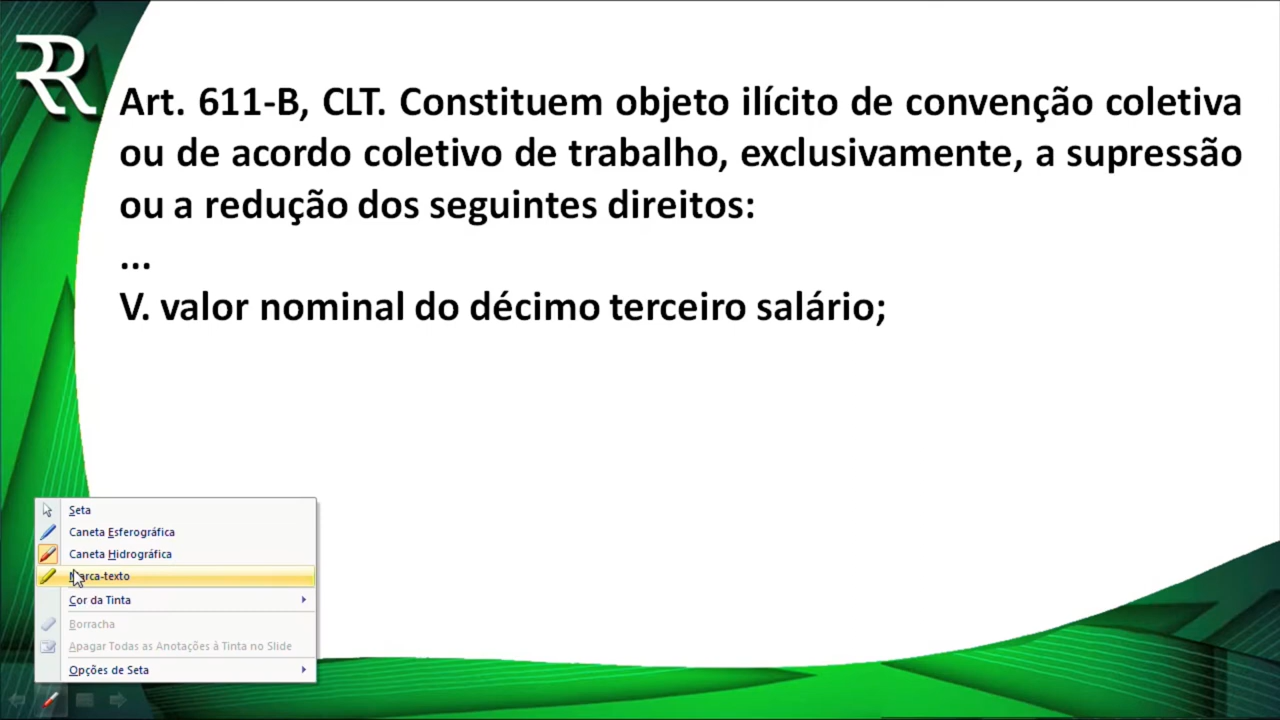 Art. 611-B, CLT. Constituem objeto ilícito de convenção coletiva
ou de acordo coletivo de trabalho, exclusivamente, a supressão
ou a redução dos seguintes direitos:
...
V. valor nominal do décimo terceiro salário;
Seta
Caneta Esferográfica
Caneta Hidrográfica
Marca-texto
Cor da Tinta
Borracha
Apagar Todas as Anotações à Tinta no Slide
Opções de Seta